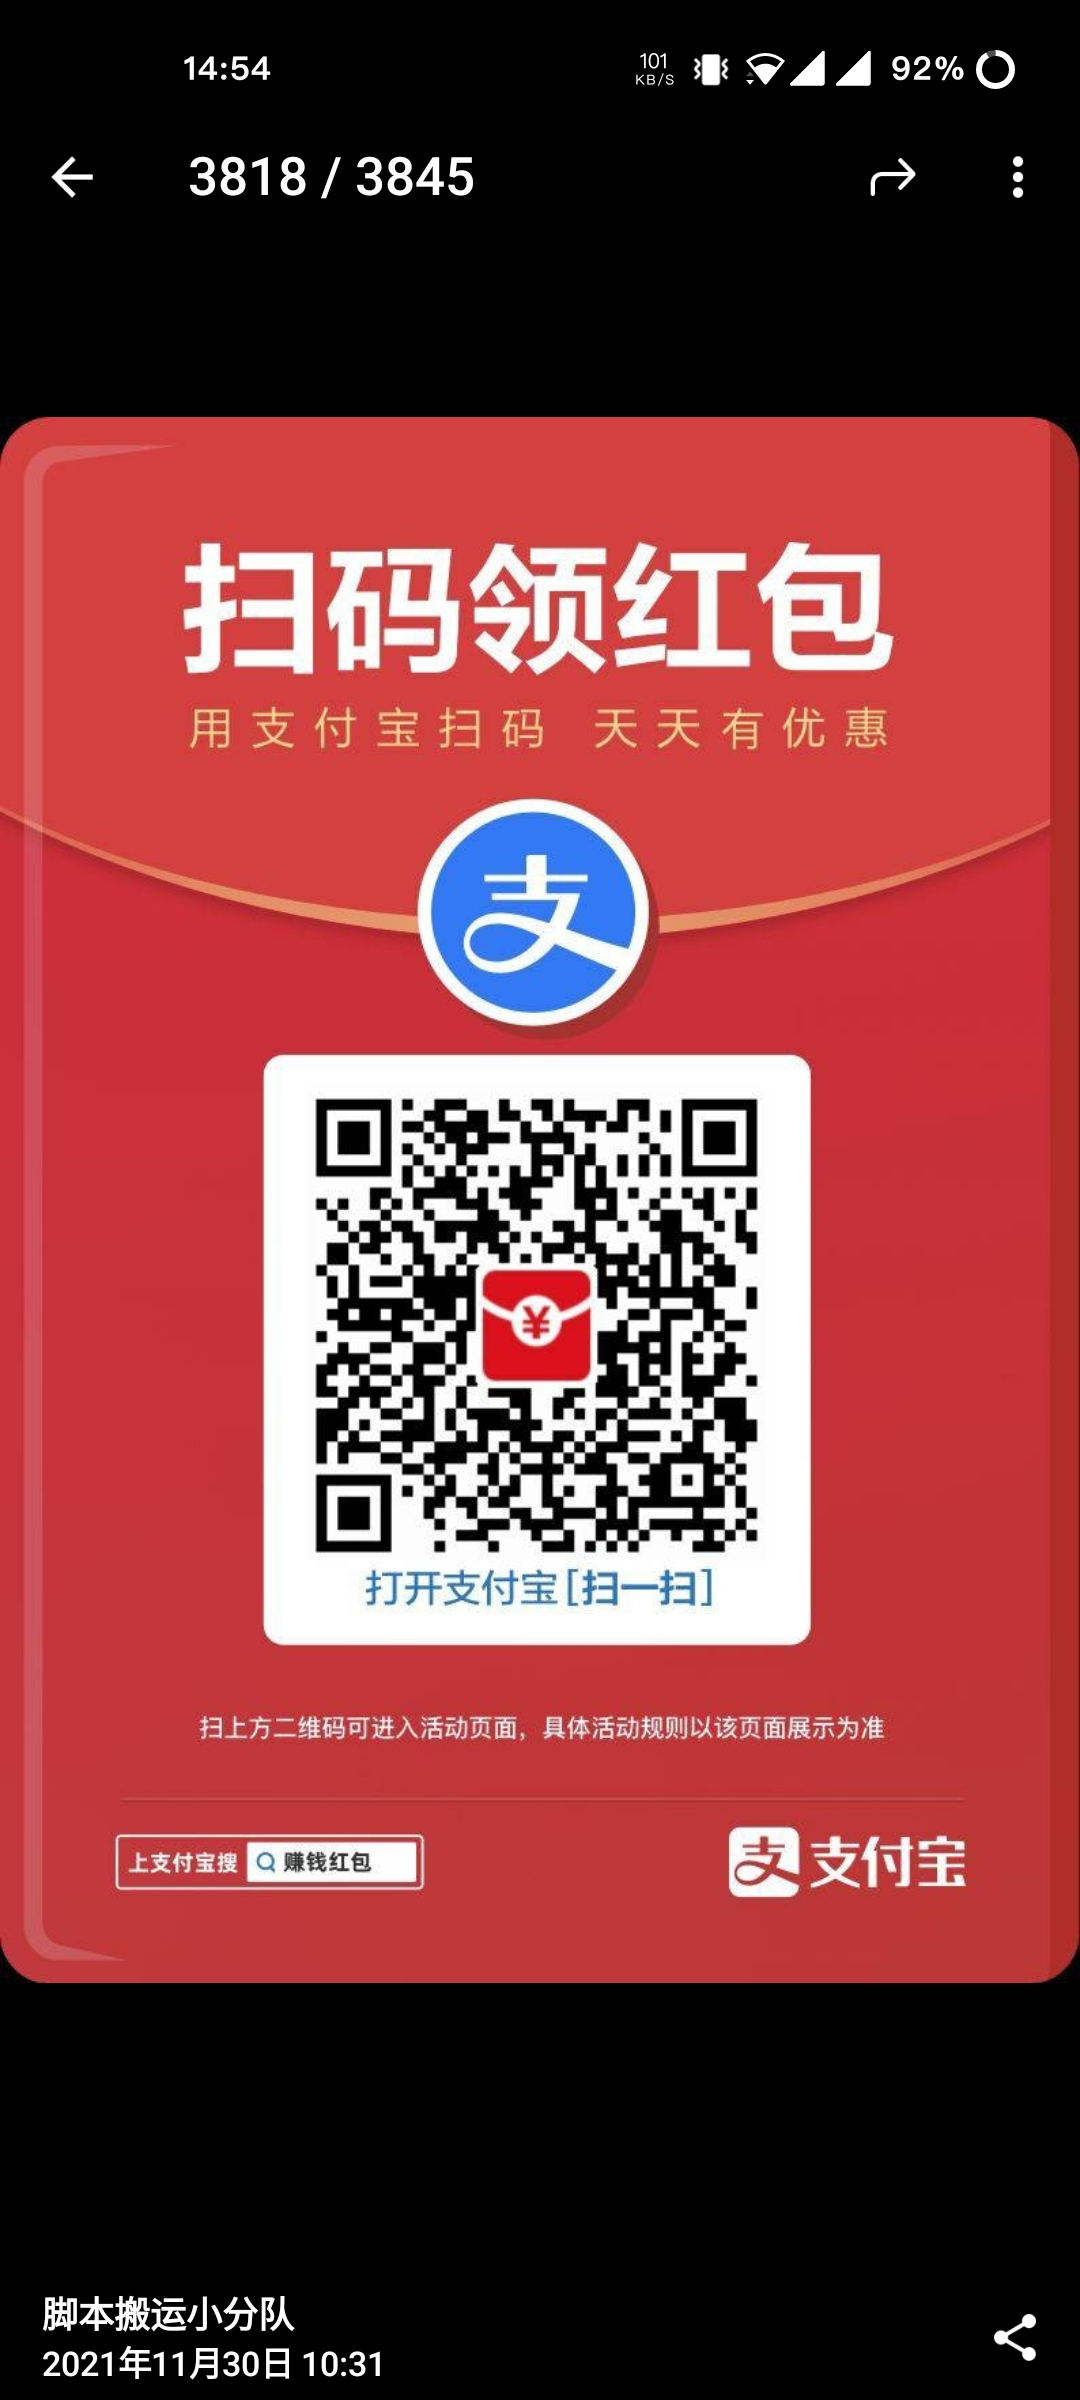 14:54
101
KB/S
92%
3818 / 3845
扫码领红包
用支付宝扫码 天天有优惠
支
¥
打开支付宝[扫一扫]
扫上方二维码可进入活动页面，具体活动规则以该页面展示为准
上支付宝搜 赚钱红包
支 支付宝
脚本搬运小分队
2021年11月30日 10:31